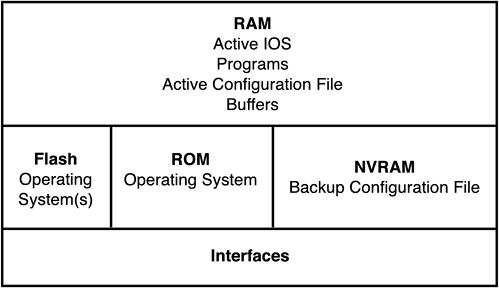 RAM
Active IOS
Programs
Active Configuration File
Buffers
Flash
Operating
System(s)
ROM
Operating System
NVRAM
Backup Configuration File
Interfaces